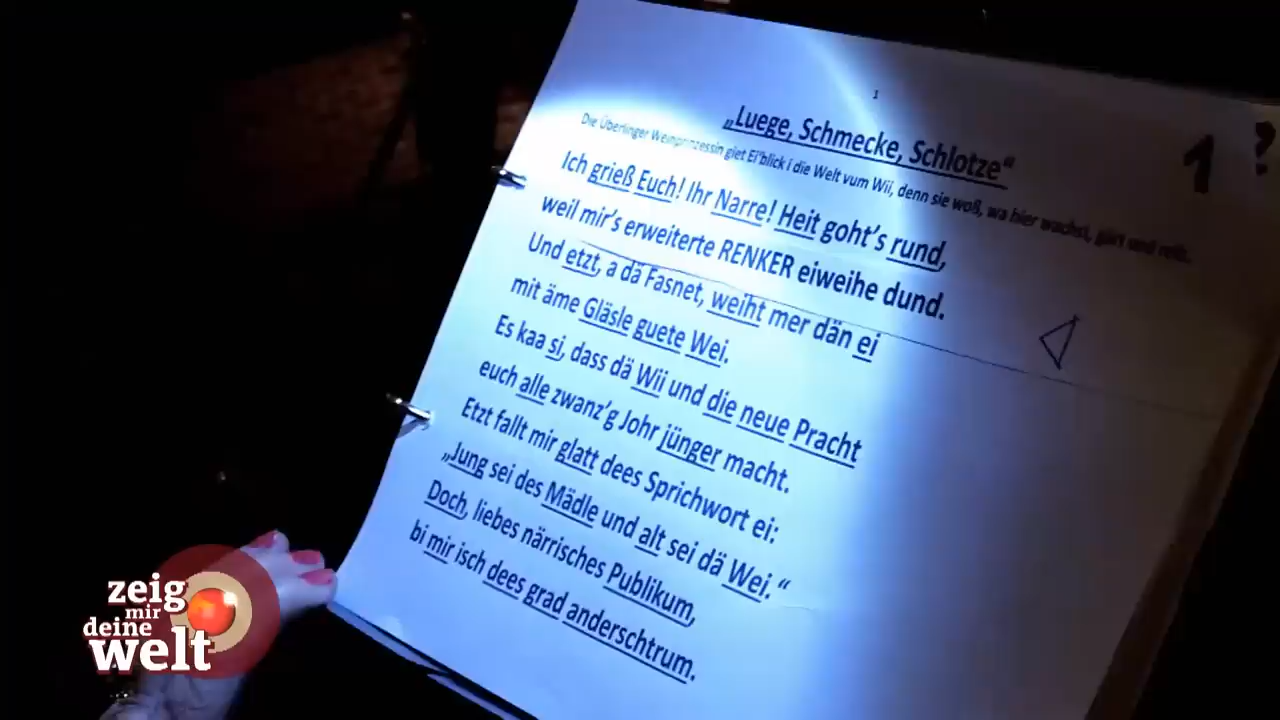 1
„Luege, Schmecke, Schlotze“
1
Die Überlinger Weinprinzessin giet Ei'blick i die Welt vum Wii, denn sie woß, wa hier wachst, gärt und reift.
Ich grieß Euch! Ihr Narre! Heit goht's rund,
weil mir's erweiterte RENKER eiweihe dund.
Und etzt, a dä Fasnet, weiht mer dän ei
mit äme Gläsle guete Wei.
Es kaa si, dass dä Wii und die neue Pracht
euch alle zwanz'g Johr jünger macht.
Etzt fallt mir glatt dees Sprichwort ei:
„Jung sei des Mädle und alt sei dä Wei.“
Doch, liebes närrisches Publikum,
bi mir isch dees grad anderschtrum.
zeig
mir
deine
welt